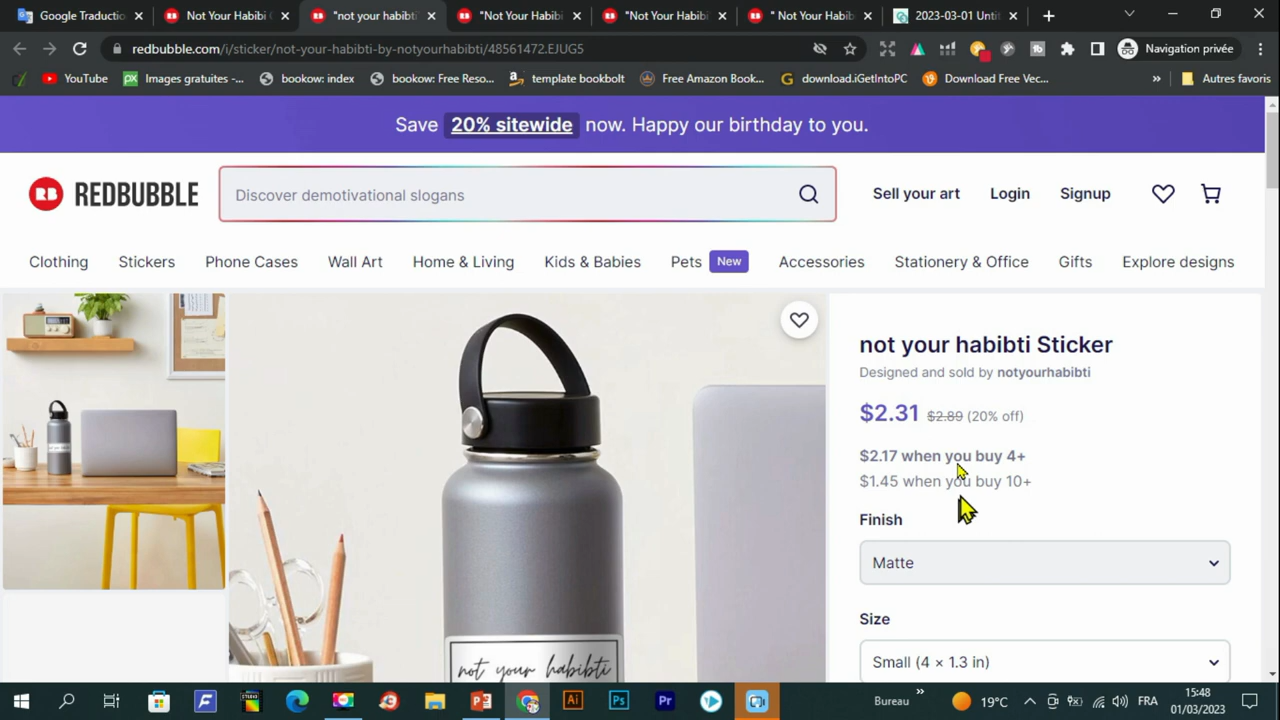 Google Traductio
Not Your Habibi (
"not your habibti
"Not Your Habibi
"Not Your Habibi
" Not Your Habib
2023-03-01 Unti
redbubble.com/i/sticker/not-your-habibti-by-notyourhabibti/48561472.EJUG5
Navigation privée
YouTube
Images gratuites -...
bookow: index
bookow: Free Reso...
template bookbolt
Free Amazon Book...
download.iGetIntoPC
Download Free Vec...
»
Autres favoris
Save 20% sitewide now. Happy our birthday to you.
RB REDBUBBLE
Discover demotivational slogans
Sell your art
Login
Signup
Clothing
Stickers
Phone Cases
Wall Art
Home & Living
Kids & Babies
Pets New
Accessories
Stationery & Office
Gifts
Explore designs
not your habibti Sticker
Designed and sold by notyourhabibti
$2.31 $2.89 (20% off)
$2.17 when you buy 4+
$1.45 when you buy 10+
Finish
Matte
Size
Small (4 × 1.3 in)
not your habibti
Bureau
»
19°C
FRA
15:48
01/03/2023